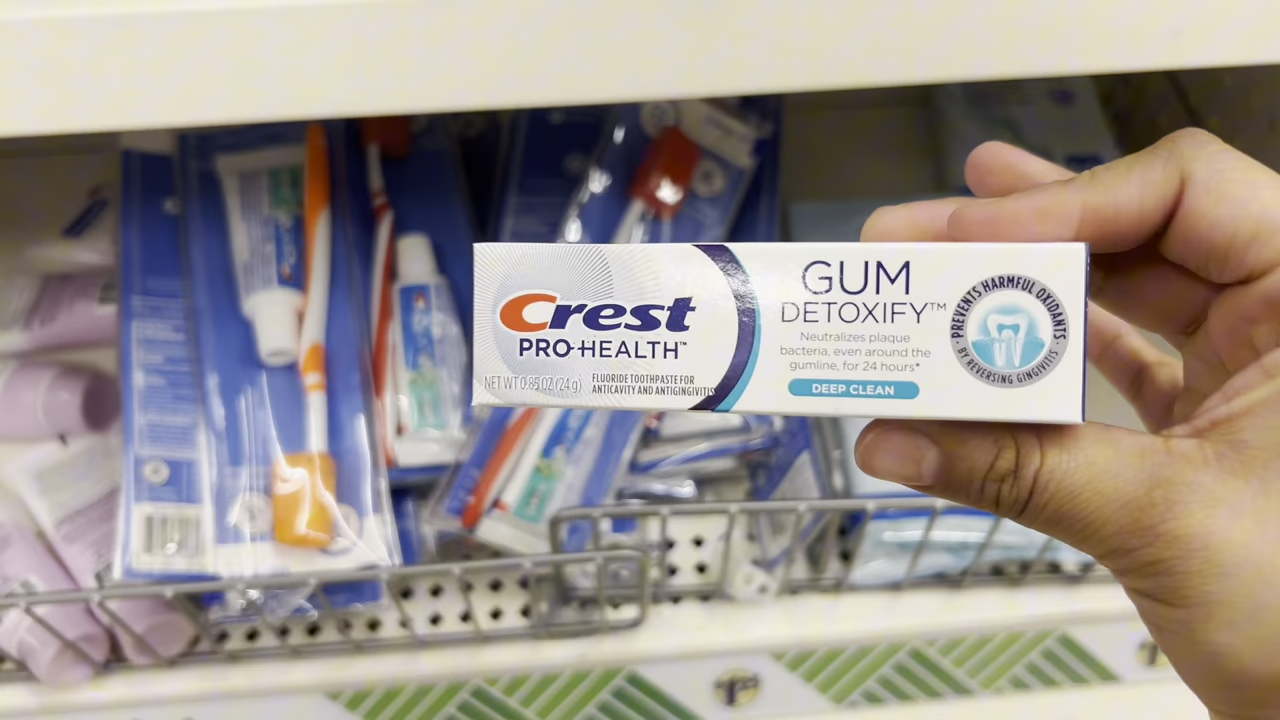 Crest
PRO-HEALTH™
NET WT 0.85 OZ (24 g)
FLUORIDE TOOTHPASTE FOR
ANTICAVITY AND ANTIGINGIVITIS
GUM
DETOXIFY™
Neutralizes plaque
bacteria, even around the
gumline, for 24 hours*
DEEP CLEAN
PREVENTS HARMFUL OXIDANTS
· BY REVERSING GINGIVITIS ·